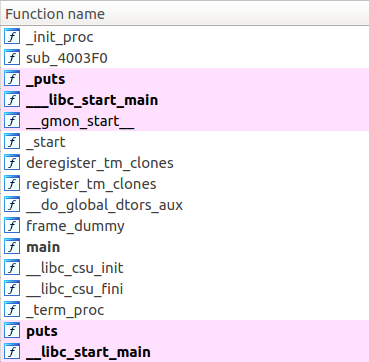 Function name
f _init_proc
f sub_4003F0
f _puts
f ___libc_start_main
f __gmon_start__
f _start
f deregister_tm_clones
f register_tm_clones
f __do_global_dtors_aux
f frame_dummy
f main
f __libc_csu_init
f __libc_csu_fini
f _term_proc
f puts
f __libc_start_main